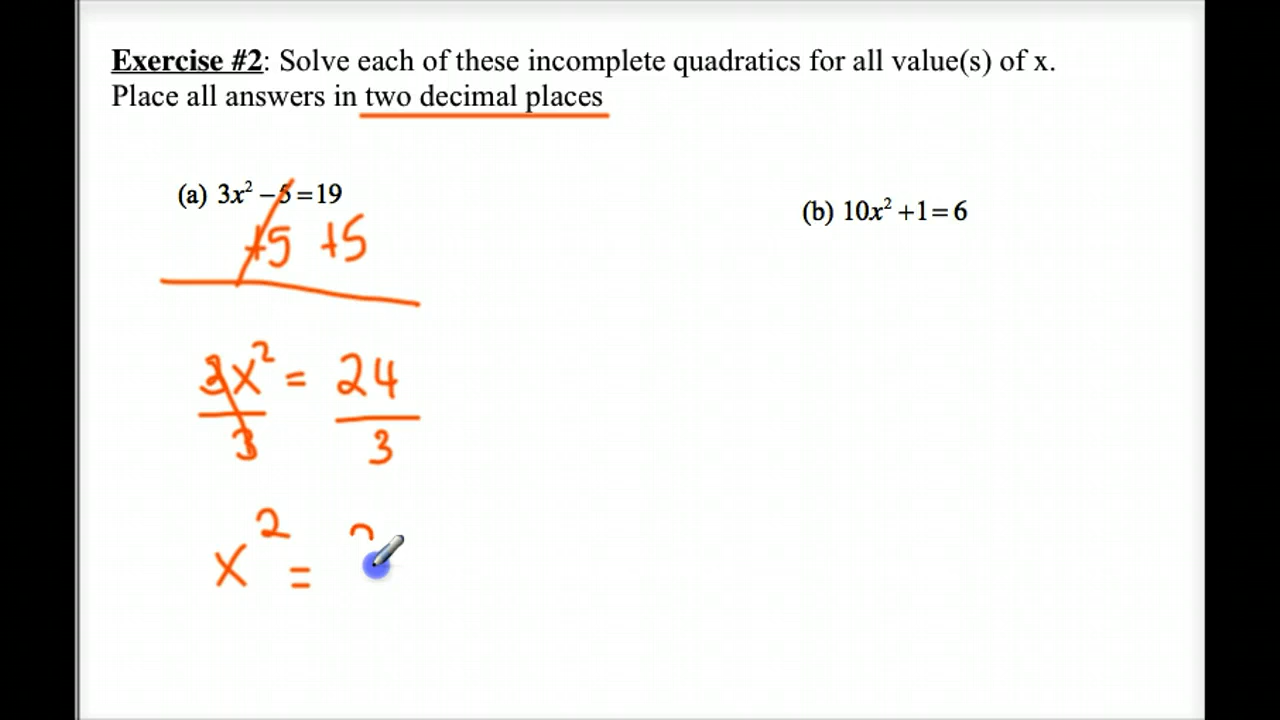 Exercise #2: Solve each of these incomplete quadratics for all value(s) of x.
Place all answers in two decimal places
(a) 3x² − 5 = 19
+5 +5
3x² = 24
3 3
x² =
(b) 10x² + 1 = 6